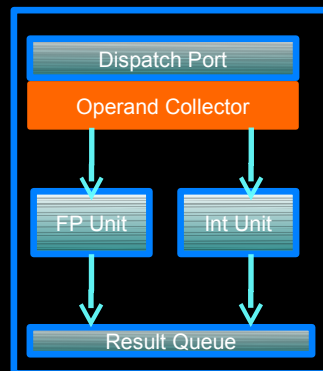 Dispatch Port
Operand Collector
FP Unit
Int Unit
Result Queue